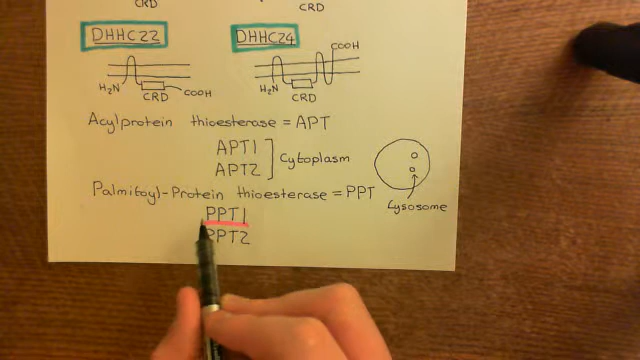 CRD
CRD
DHHC22
DHHC24
COOH
H₂N
CRD
COOH
H₂N
CRD
Acylprotein thioesterase = APT
APT1
APT2
Cytoplasm
Palmitoyl-Protein thioesterase = PPT
Lysosome
PPT1
PPT2